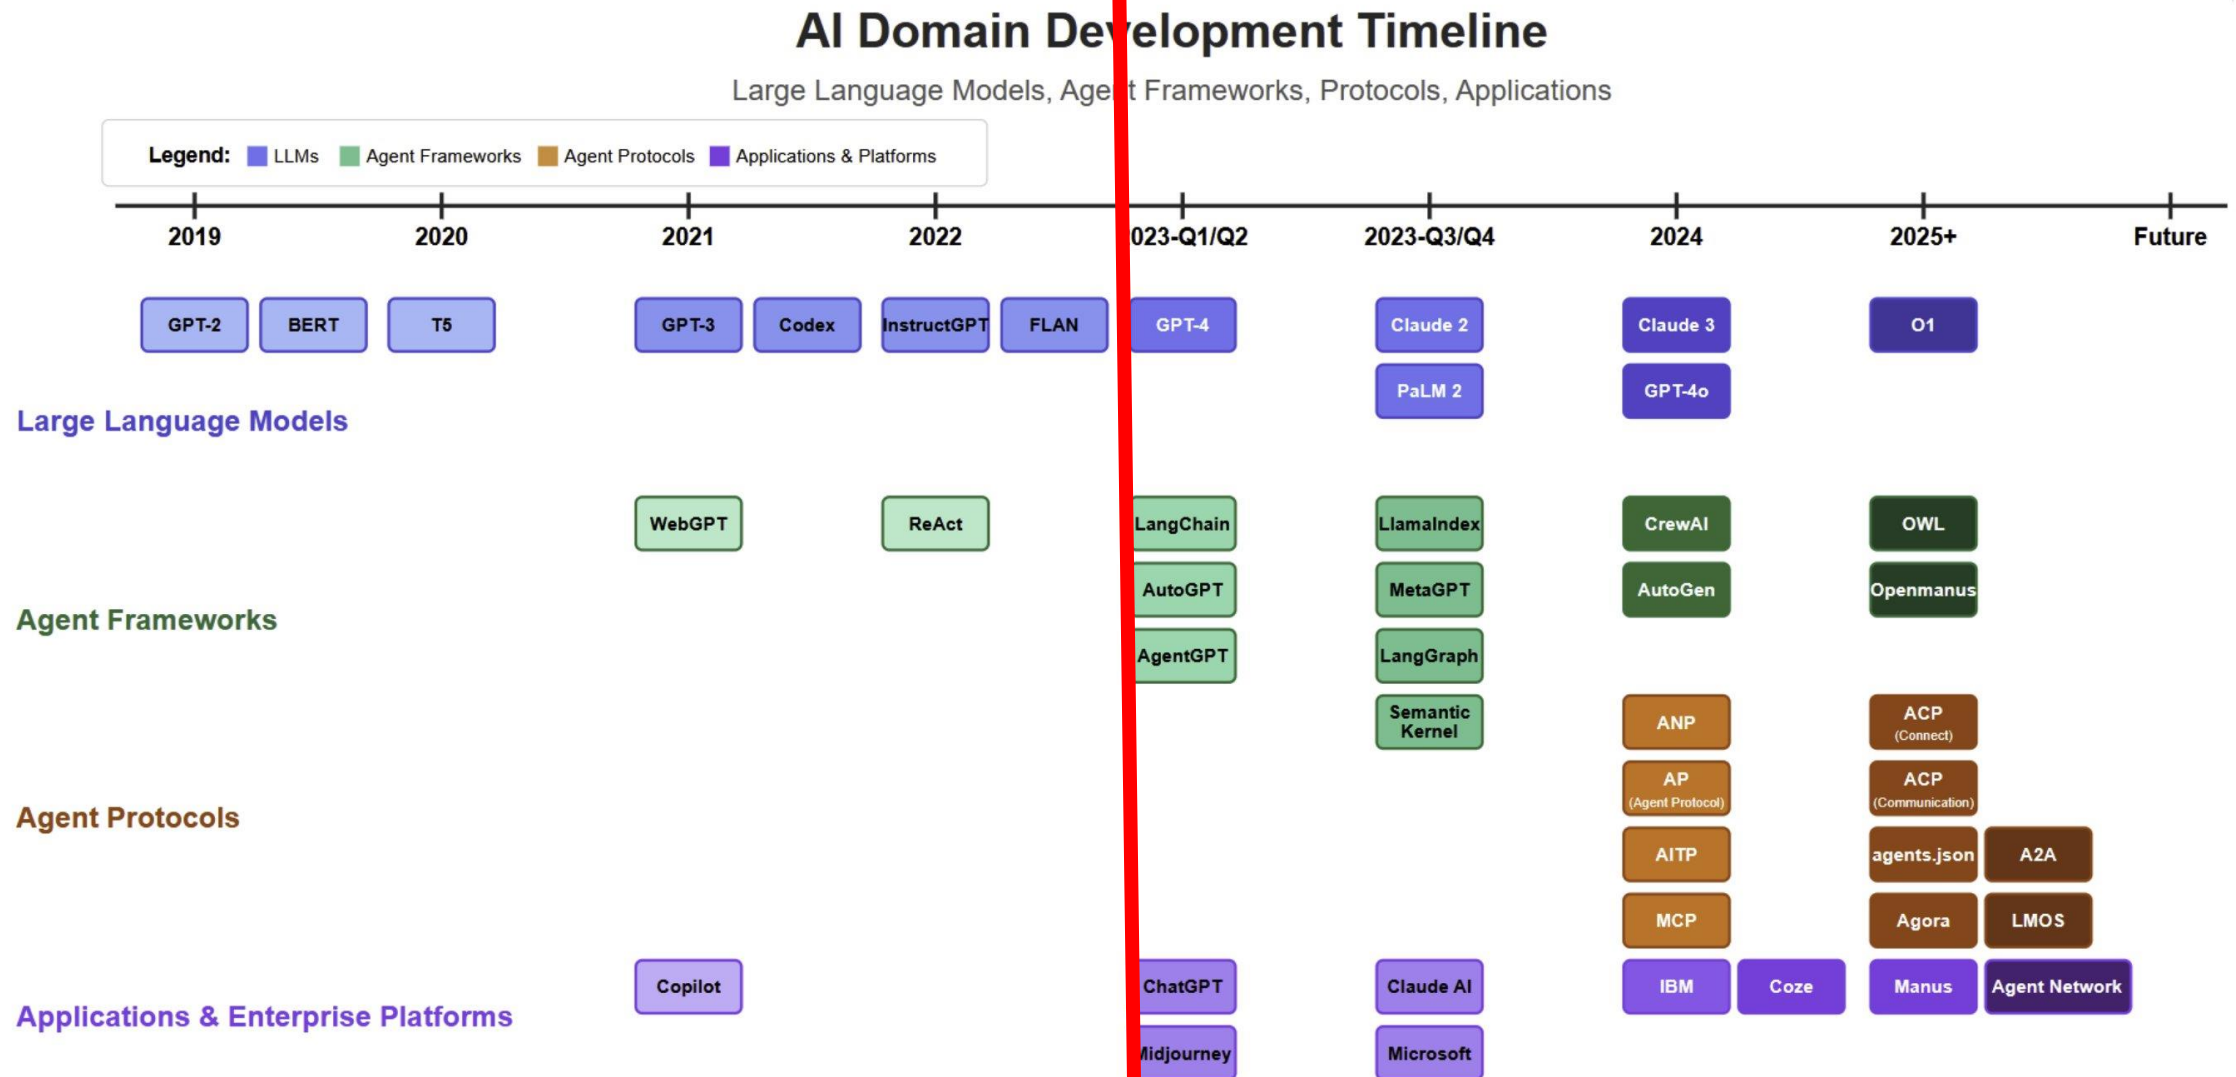 AI Domain Development Timeline
Large Language Models, Agent Frameworks, Protocols, Applications
Legend: LLMs Agent Frameworks Agent Protocols Applications & Platforms
2019 2020 2021 2022 023-Q1/Q2 2023-Q3/Q4 2024 2025+ Future
GPT-2 BERT T5 GPT-3 Codex InstructGPT FLAN GPT-4 Claude 2 Claude 3 O1
PaLM 2 GPT-4o
Large Language Models
WebGPT ReAct LangChain LlamaIndex CrewAI OWL
AutoGPT MetaGPT AutoGen Openmanus
Agent Frameworks
AgentGPT LangGraph
Semantic
Kernel
ANP
ACP
(Connect)
AP
(Agent Protocol)
ACP
(Communication)
Agent Protocols
AITP agents.json A2A
MCP Agora LMOS
Copilot ChatGPT Claude AI IBM Coze Manus Agent Network
Applications & Enterprise Platforms
Midjourney Microsoft